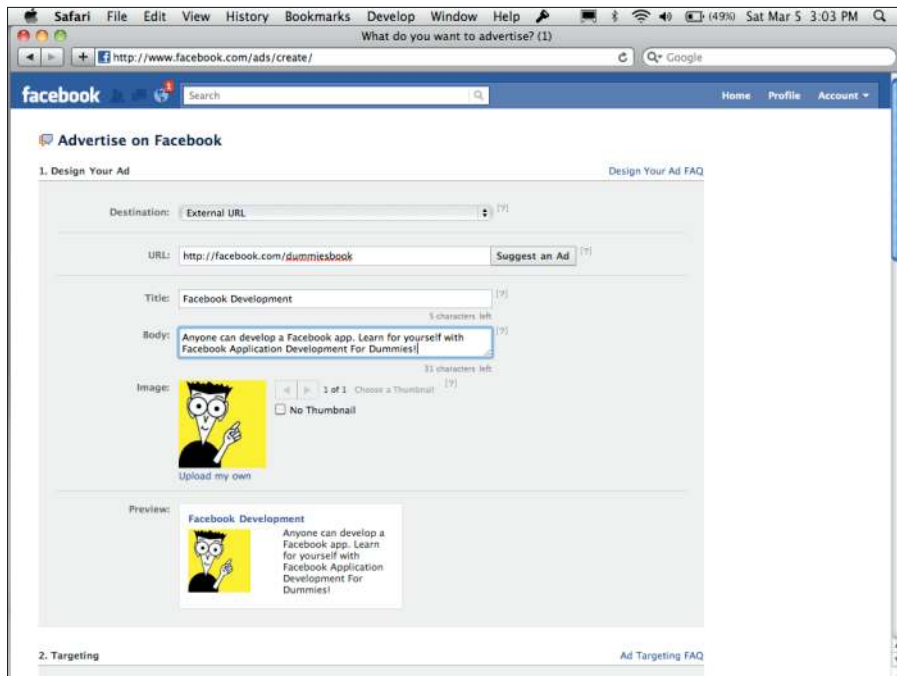 Safari File Edit View History Bookmarks Develop Window Help (49%) Sat Mar 5 3:03 PM
What do you want to advertise? (1)
http://www.facebook.com/ads/create/ Google
facebook 1 Search Home Profile Account
Advertise on Facebook
1. Design Your Ad Design Your Ad FAQ
Destination: External URL [?]
URL: http://facebook.com/dummiesbook Suggest an Ad [?]
Title: Facebook Development [?]
5 characters left
Body: Anyone can develop a Facebook app. Learn for yourself with [?]
Facebook Application Development For Dummies!
31 characters left
Image: 1 of 1 Choose a Thumbnail [?]
No Thumbnail
Upload my own
Preview:
Facebook Development
Anyone can develop a
Facebook app. Learn
for yourself with
Facebook Application
Development For
Dummies!
2. Targeting Ad Targeting FAQ